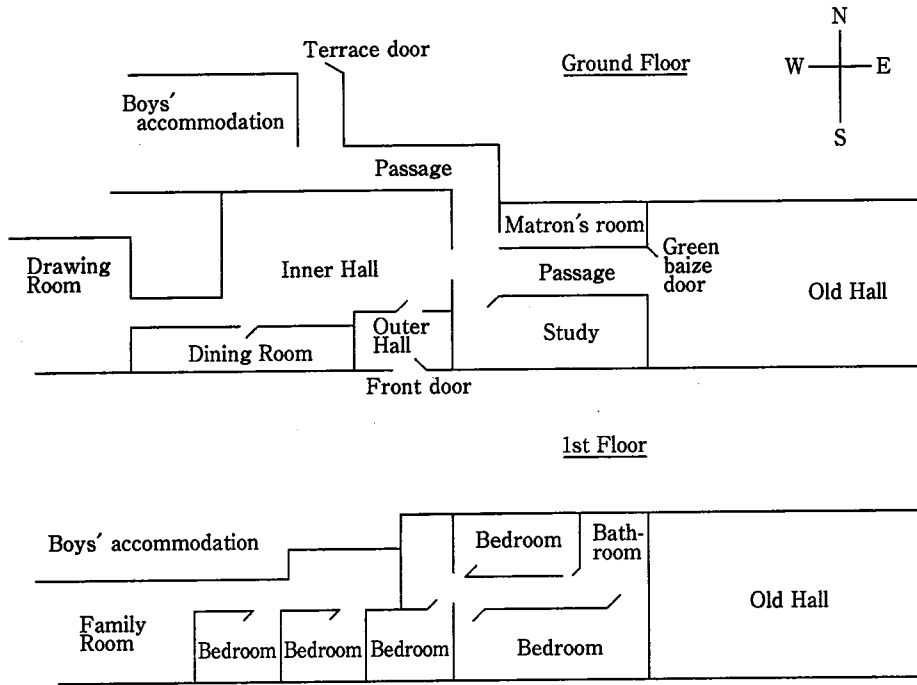 Terrace door
Ground Floor
N
W
E
S
Boys'
accommodation
Passage
Matron's room
Drawing
Room
Inner Hall
Passage
Green
baize
door
Old Hall
Outer
Hall
Study
Dining Room
Front door
1st Floor
Boys' accommodation
Bedroom
Bath-
room
Family
Room
Old Hall
Bedroom
Bedroom
Bedroom
Bedroom